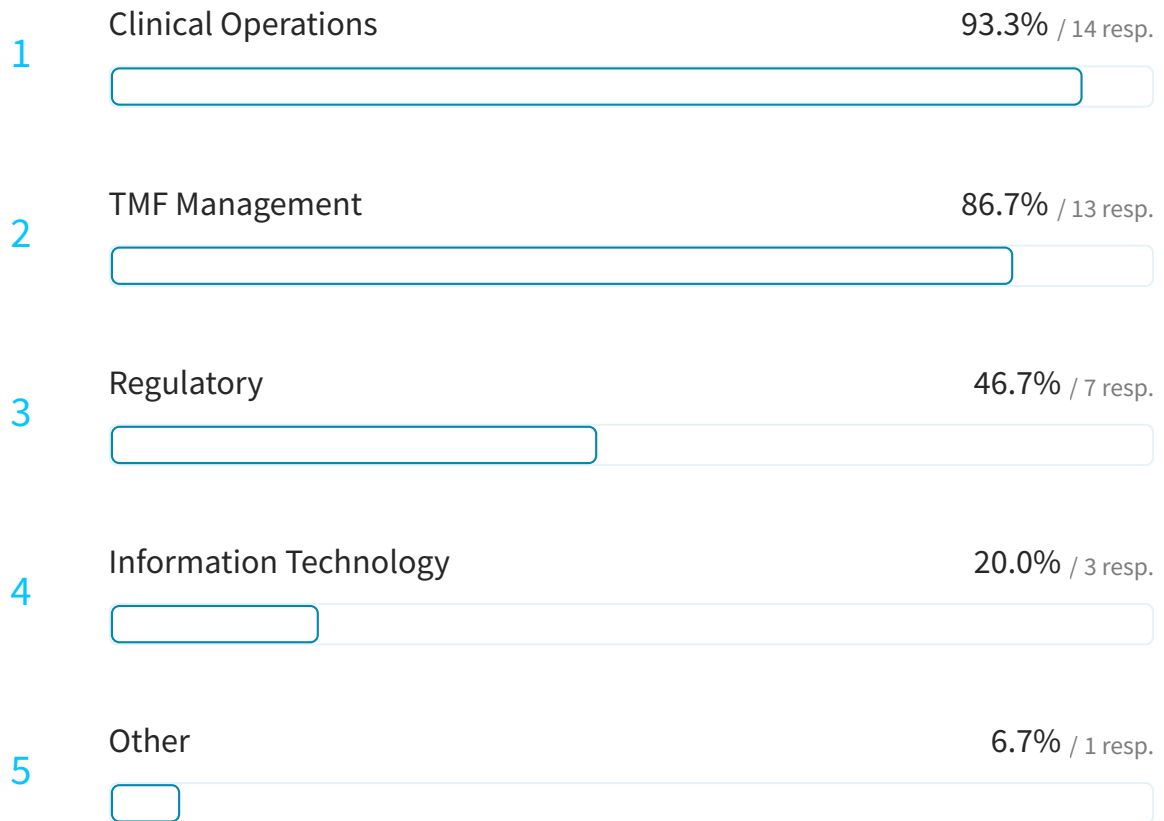 1
Clinical Operations 93.3% / 14 resp.
2
TMF Management 86.7% / 13 resp.
3
Regulatory 46.7% / 7 resp.
4
Information Technology 20.0% / 3 resp.
5
Other 6.7% / 1 resp.